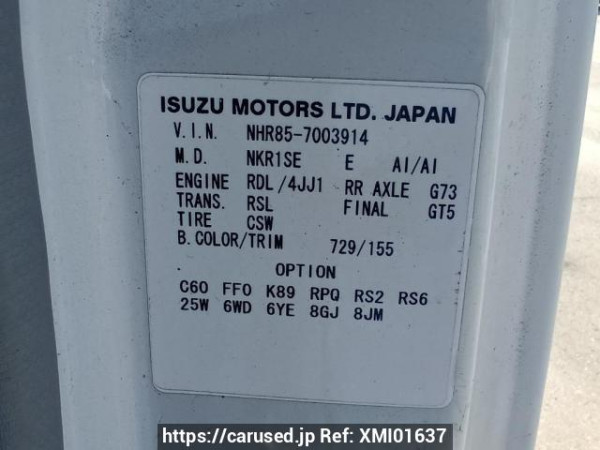 ISUZU MOTORS LTD. JAPAN
V.I.N. NHR85-7003914
M.D. NKR1SE E AI/AI
ENGINE RDL/4JJ1 RR AXLE G73
TRANS. RSL FINAL GT5
TIRE CSW
B.COLOR/TRIM 729/155
OPTION
C60 FF0 K89 RPQ RS2 RS6
25W 6WD 6YE 8GJ 8JM
https://carused.jp Ref: XMI01637